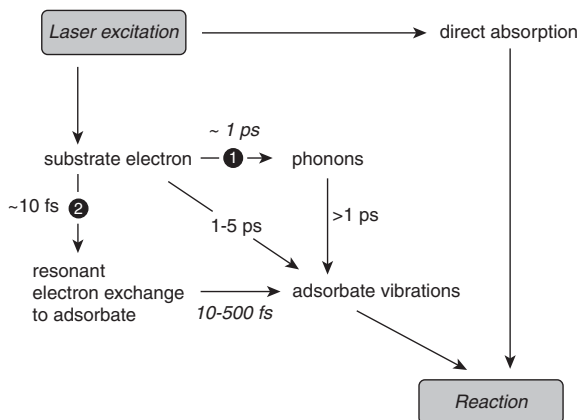 Laser excitation
direct absorption
~ 1 ps
substrate electron
1
phonons
~10 fs
2
1-5 ps
>1 ps
resonant
electron exchange
to adsorbate
10-500 fs
adsorbate vibrations
Reaction